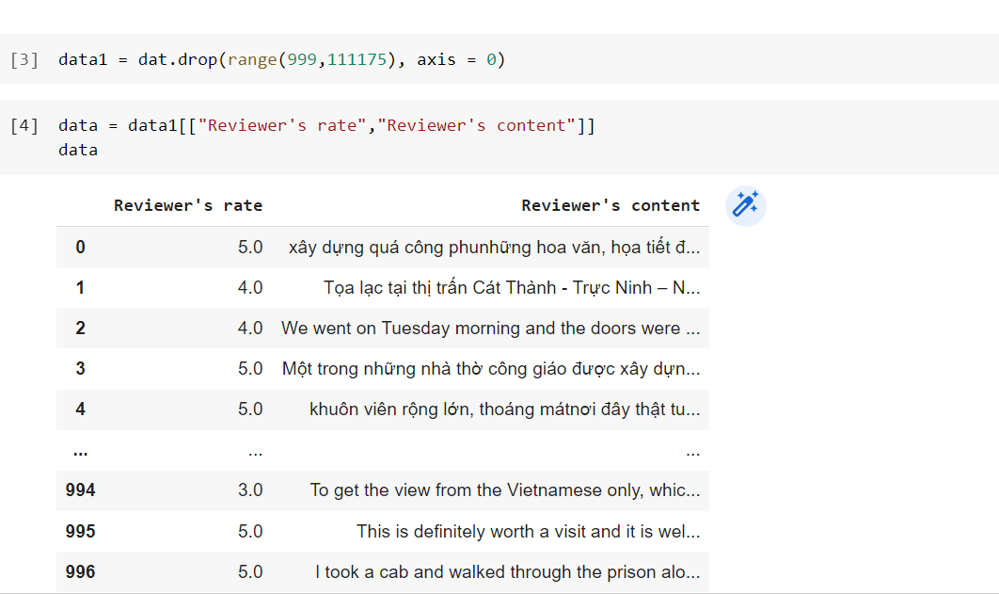 [3] data1 = dat.drop(range(999,111175), axis = 0)
[4] data = data1[["Reviewer's rate","Reviewer's content"]]
data
Reviewer's rate Reviewer's content
0 5.0 xây dựng quá công phunhững hoa văn, họa tiết đ...
1 4.0 Tọa lạc tại thị trấn Cát Thành - Trực Ninh – N...
2 4.0 We went on Tuesday morning and the doors were ...
3 5.0 Một trong những nhà thờ công giáo được xây dựn...
4 5.0 khuôn viên rộng lớn, thoáng mátnơi đây thật tu...
... ... ...
994 3.0 To get the view from the Vietnamese only, whic...
995 5.0 This is definitely worth a visit and it is wel...
996 5.0 I took a cab and walked through the prison alo...